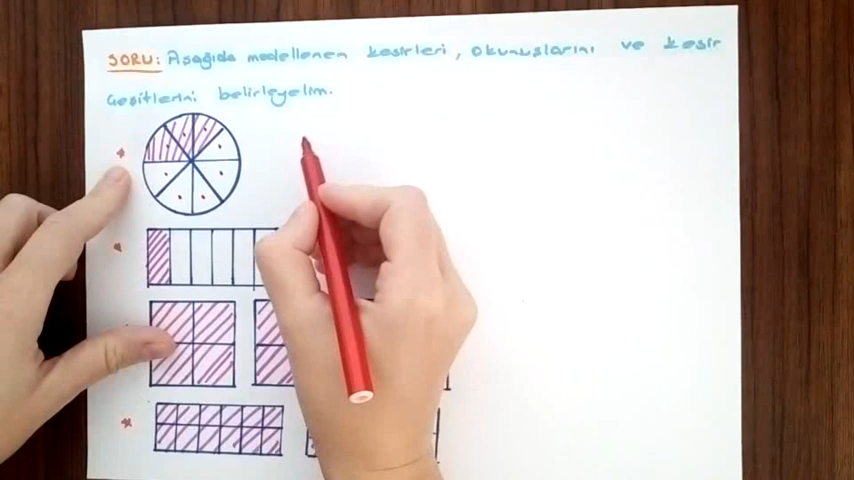 SORU: Aşağıda modellenen kesirleri, okunuşlarını ve kesir
çeşitlerini belirleyelim.